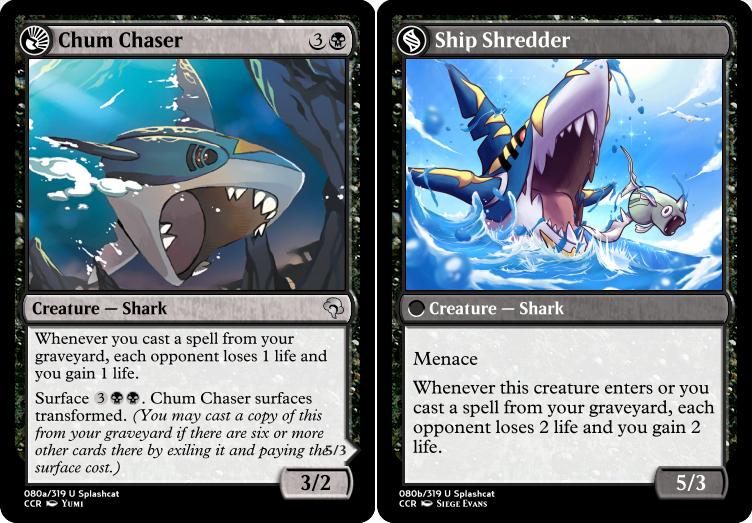 Chum Chaser 3
Creature — Shark
Whenever you cast a spell from your
graveyard, each opponent loses 1 life and
you gain 1 life.
Surface 3. Chum Chaser surfaces
transformed. (You may cast a copy of this
from your graveyard if there are six or more
other cards there by exiling it and paying the
surface cost.)
5/3
3/2
080a/319 U Splashcat
CCR YUMI
Ship Shredder
Creature — Shark
Menace
Whenever this creature enters or you
cast a spell from your graveyard, each
opponent loses 2 life and you gain 2
life.
5/3
080b/319 U Splashcat
CCR SIEGE EVANS